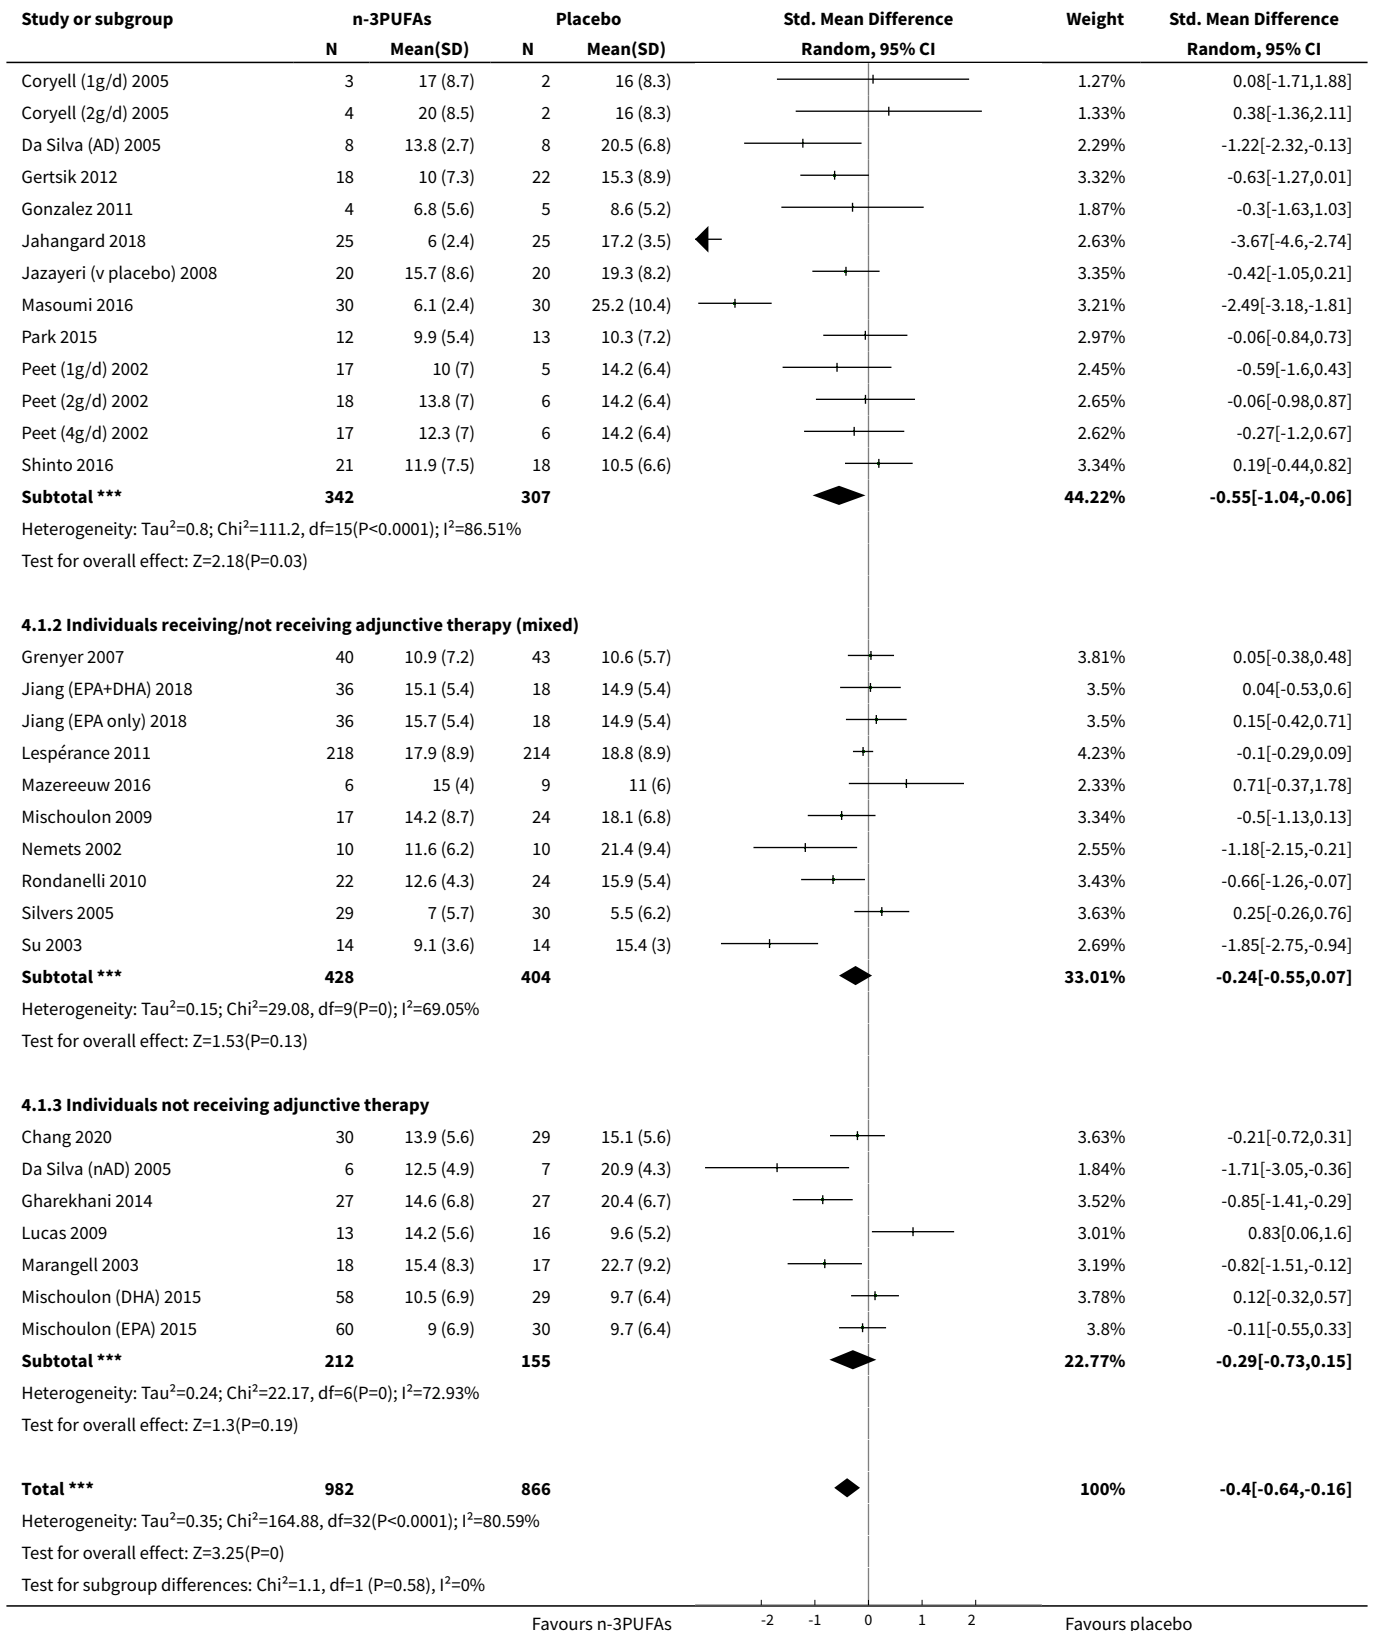 Study or subgroup n-3PUFAs Placebo Std. Mean Difference Weight Std. Mean Difference
N Mean(SD) N Mean(SD) Random, 95% CI Random, 95% CI
Coryell (1g/d) 2005 3 17 (8.7) 2 16 (8.3) 1.27% 0.08[-1.71,1.88]
Coryell (2g/d) 2005 4 20 (8.5) 2 16 (8.3) 1.33% 0.38[-1.36,2.11]
Da Silva (AD) 2005 8 13.8 (2.7) 8 20.5 (6.8) 2.29% -1.22[-2.32,-0.13]
Gertsik 2012 18 10 (7.3) 22 15.3 (8.9) 3.32% -0.63[-1.27,0.01]
Gonzalez 2011 4 6.8 (5.6) 5 8.6 (5.2) 1.87% -0.3[-1.63,1.03]
Jahangard 2018 25 6 (2.4) 25 17.2 (3.5) 2.63% -3.67[-4.6,-2.74]
Jazayeri (v placebo) 2008 20 15.7 (8.6) 20 19.3 (8.2) 3.35% -0.42[-1.05,0.21]
Masoumi 2016 30 6.1 (2.4) 30 25.2 (10.4) 3.21% -2.49[-3.18,-1.81]
Park 2015 12 9.9 (5.4) 13 10.3 (7.2) 2.97% -0.06[-0.84,0.73]
Peet (1g/d) 2002 17 10 (7) 5 14.2 (6.4) 2.45% -0.59[-1.6,0.43]
Peet (2g/d) 2002 18 13.8 (7) 6 14.2 (6.4) 2.65% -0.06[-0.98,0.87]
Peet (4g/d) 2002 17 12.3 (7) 6 14.2 (6.4) 2.62% -0.27[-1.2,0.67]
Shinto 2016 21 11.9 (7.5) 18 10.5 (6.6) 3.34% 0.19[-0.44,0.82]
Subtotal *** 342 307 44.22% -0.55[-1.04,-0.06]
Heterogeneity: Tau²=0.8; Chi²=111.2, df=15(P<0.0001); I²=86.51%
Test for overall effect: Z=2.18(P=0.03)
4.1.2 Individuals receiving/not receiving adjunctive therapy (mixed)
Grenyer 2007 40 10.9 (7.2) 43 10.6 (5.7) 3.81% 0.05[-0.38,0.48]
Jiang (EPA+DHA) 2018 36 15.1 (5.4) 18 14.9 (5.4) 3.5% 0.04[-0.53,0.6]
Jiang (EPA only) 2018 36 15.7 (5.4) 18 14.9 (5.4) 3.5% 0.15[-0.42,0.71]
Lespérance 2011 218 17.9 (8.9) 214 18.8 (8.9) 4.23% -0.1[-0.29,0.09]
Mazereeuw 2016 6 15 (4) 9 11 (6) 2.33% 0.71[-0.37,1.78]
Mischoulon 2009 17 14.2 (8.7) 24 18.1 (6.8) 3.34% -0.5[-1.13,0.13]
Nemets 2002 10 11.6 (6.2) 10 21.4 (9.4) 2.55% -1.18[-2.15,-0.21]
Rondanelli 2010 22 12.6 (4.3) 24 15.9 (5.4) 3.43% -0.66[-1.26,-0.07]
Silvers 2005 29 7 (5.7) 30 5.5 (6.2) 3.63% 0.25[-0.26,0.76]
Su 2003 14 9.1 (3.6) 14 15.4 (3) 2.69% -1.85[-2.75,-0.94]
Subtotal *** 428 404 33.01% -0.24[-0.55,0.07]
Heterogeneity: Tau²=0.15; Chi²=29.08, df=9(P=0); I²=69.05%
Test for overall effect: Z=1.53(P=0.13)
4.1.3 Individuals not receiving adjunctive therapy
Chang 2020 30 13.9 (5.6) 29 15.1 (5.6) 3.63% -0.21[-0.72,0.31]
Da Silva (nAD) 2005 6 12.5 (4.9) 7 20.9 (4.3) 1.84% -1.71[-3.05,-0.36]
Gharekhani 2014 27 14.6 (6.8) 27 20.4 (6.7) 3.52% -0.85[-1.41,-0.29]
Lucas 2009 13 14.2 (5.6) 16 9.6 (5.2) 3.01% 0.83[0.06,1.6]
Marangell 2003 18 15.4 (8.3) 17 22.7 (9.2) 3.19% -0.82[-1.51,-0.12]
Mischoulon (DHA) 2015 58 10.5 (6.9) 29 9.7 (6.4) 3.78% 0.12[-0.32,0.57]
Mischoulon (EPA) 2015 60 9 (6.9) 30 9.7 (6.4) 3.8% -0.11[-0.55,0.33]
Subtotal *** 212 155 22.77% -0.29[-0.73,0.15]
Heterogeneity: Tau²=0.24; Chi²=22.17, df=6(P=0); I²=72.93%
Test for overall effect: Z=1.3(P=0.19)
Total *** 982 866 100% -0.4[-0.64,-0.16]
Heterogeneity: Tau²=0.35; Chi²=164.88, df=32(P<0.0001); I²=80.59%
Test for overall effect: Z=3.25(P=0)
Test for subgroup differences: Chi²=1.1, df=1 (P=0.58), I²=0%
Favours n-3PUFAs -2 -1 0 1 2 Favours placebo